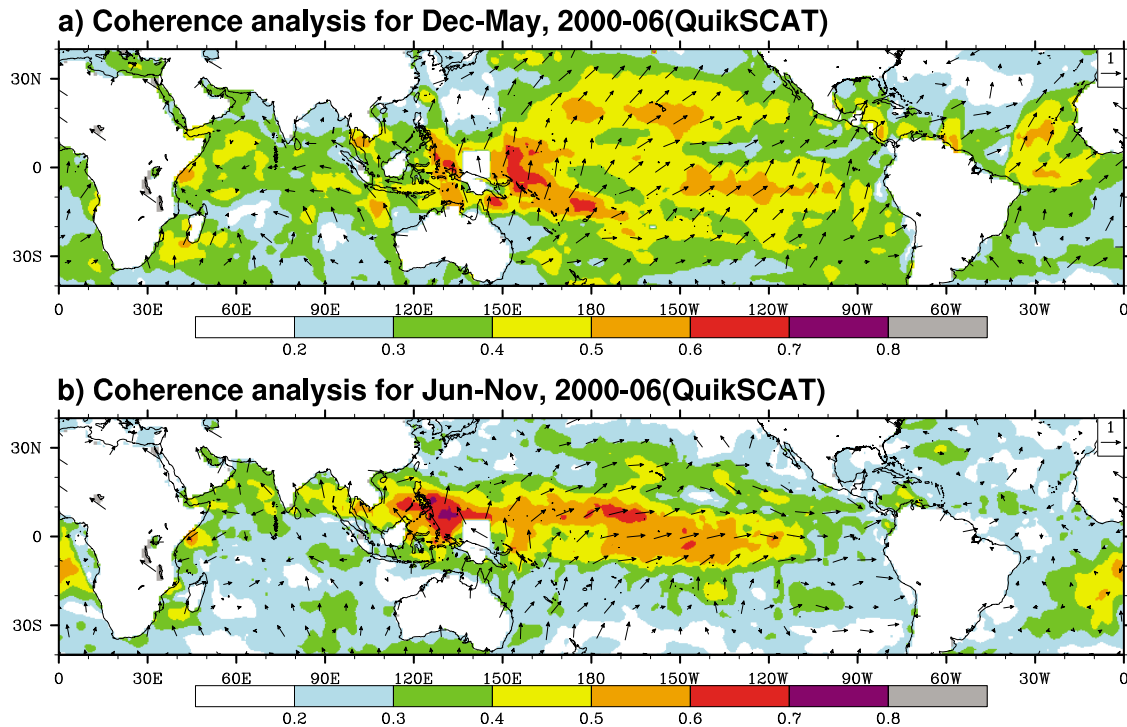 a) Coherence analysis for Dec-May, 2000-06(QuikSCAT)
1
30N
0
30S
0 30E 60E 90E 120E 150E 180 150W 120W 90W 60W 30W 0
0.2 0.3 0.4 0.5 0.6 0.7 0.8
b) Coherence analysis for Jun-Nov, 2000-06(QuikSCAT)
1
30N
0
30S
0 30E 60E 90E 120E 150E 180 150W 120W 90W 60W 30W 0
0.2 0.3 0.4 0.5 0.6 0.7 0.8